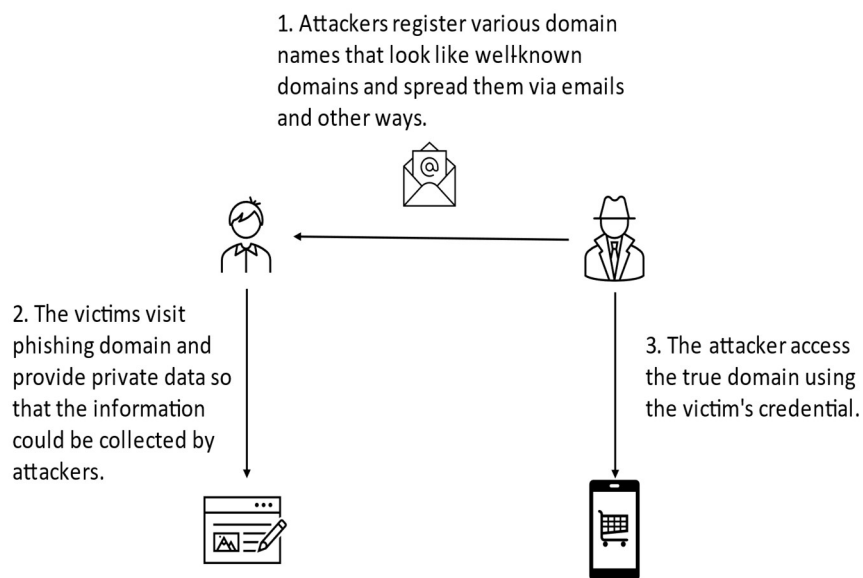 1. Attackers register various domain
names that look like well-known
domains and spread them via emails
and other ways.
@
2. The victims visit
phishing domain and
provide private data so
that the information
could be collected by
attackers.
3. The attacker access
the true domain using
the victim's credential.